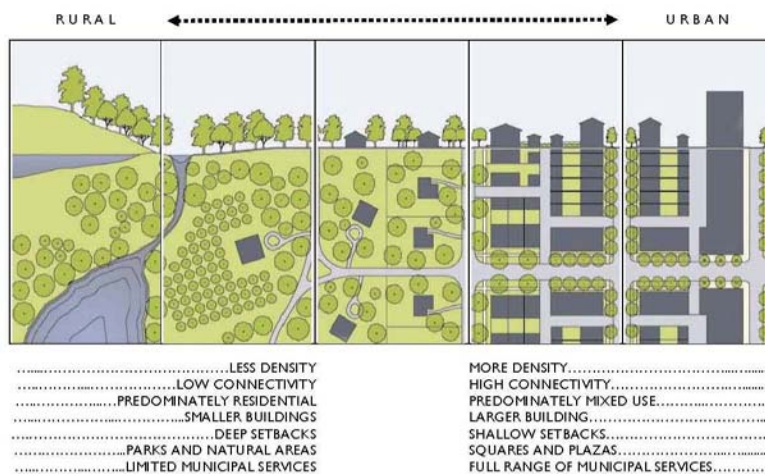 RURAL URBAN
......................................LESS DENSITY
......................................LOW CONNECTIVITY
......................................PREDOMINATELY RESIDENTIAL
......................................SMALLER BUILDINGS
......................................DEEP SETBACKS
......................................PARKS AND NATURAL AREAS
......................................LIMITED MUNICIPAL SERVICES
MORE DENSITY......................................
HIGH CONNECTIVITY......................................
PREDOMINATELY MIXED USE......................................
LARGER BUILDING......................................
SHALLOW SETBACKS......................................
SQUARES AND PLAZAS......................................
FULL RANGE OF MUNICIPAL SERVICES......................